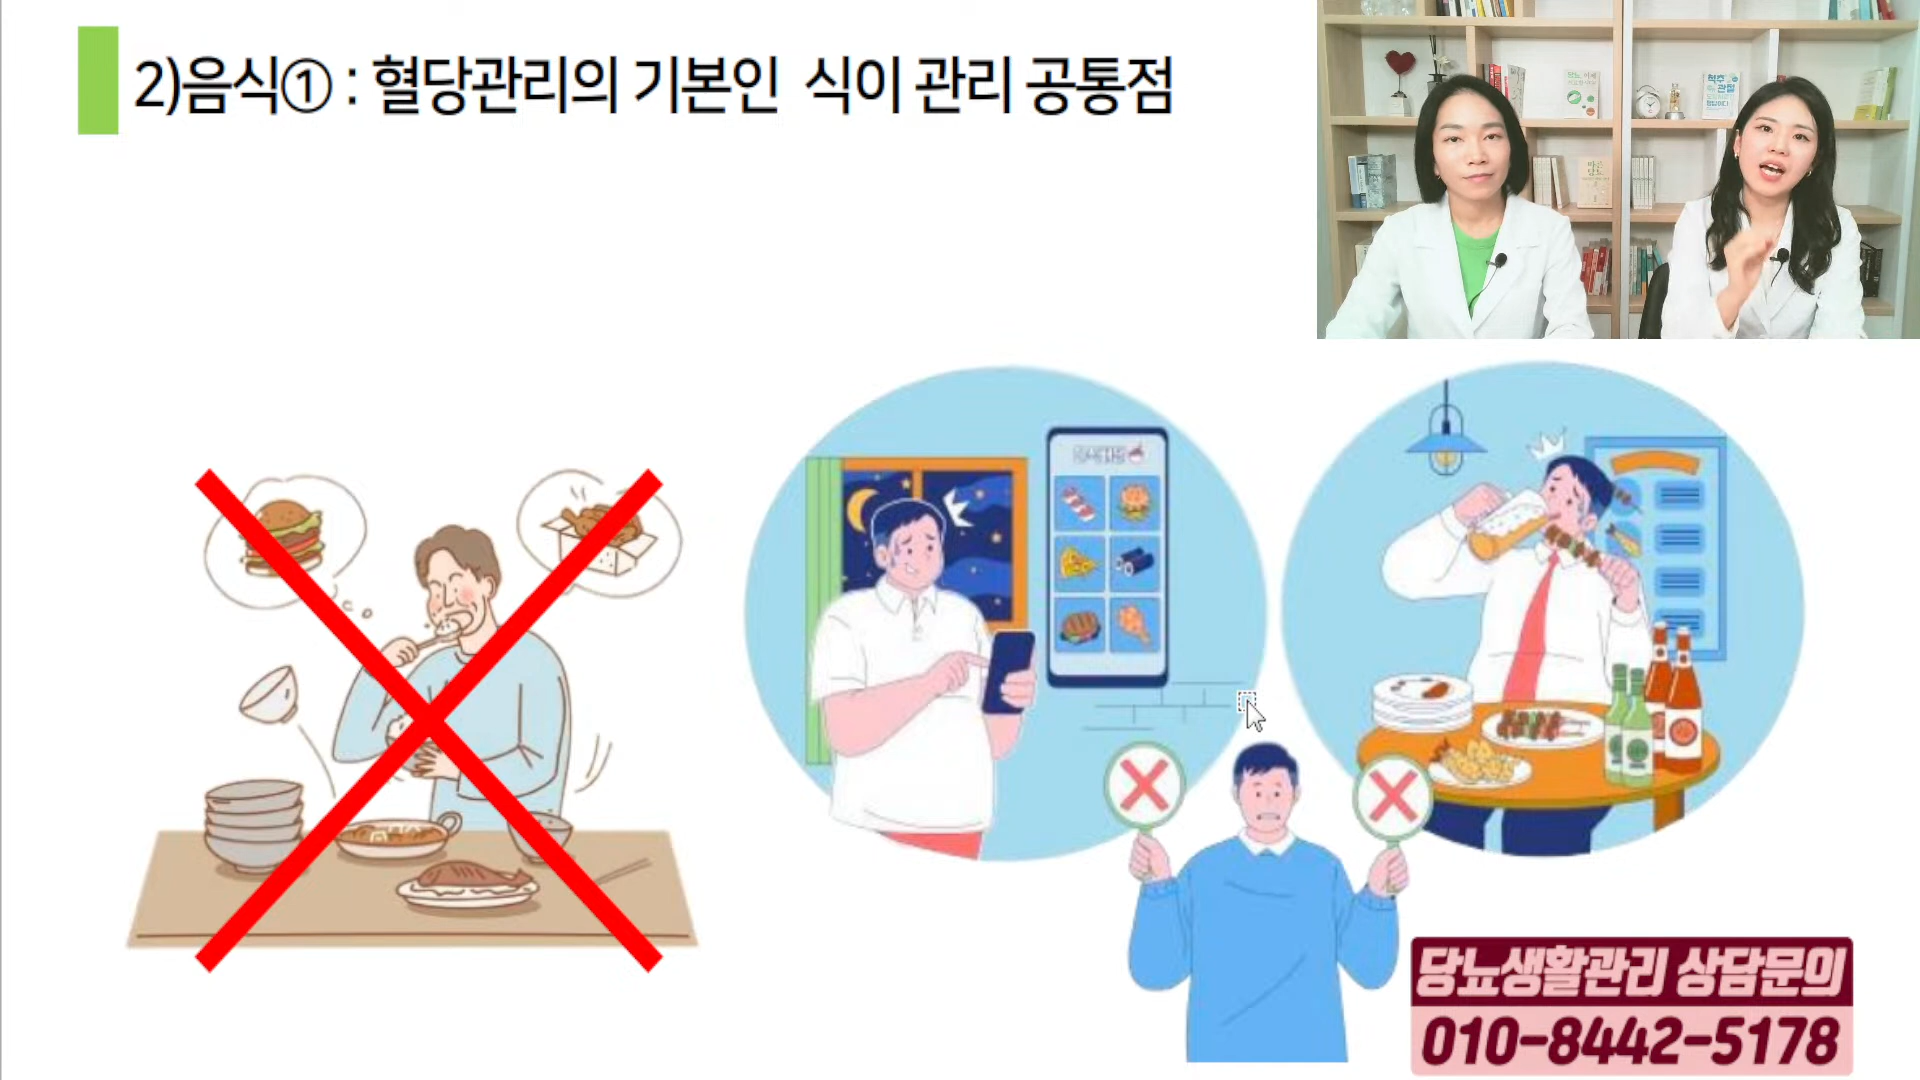 2)음식① : 혈당관리의 기본인 식이 관리 공통점
당뇨생활관리 상담문의
010-8442-5178